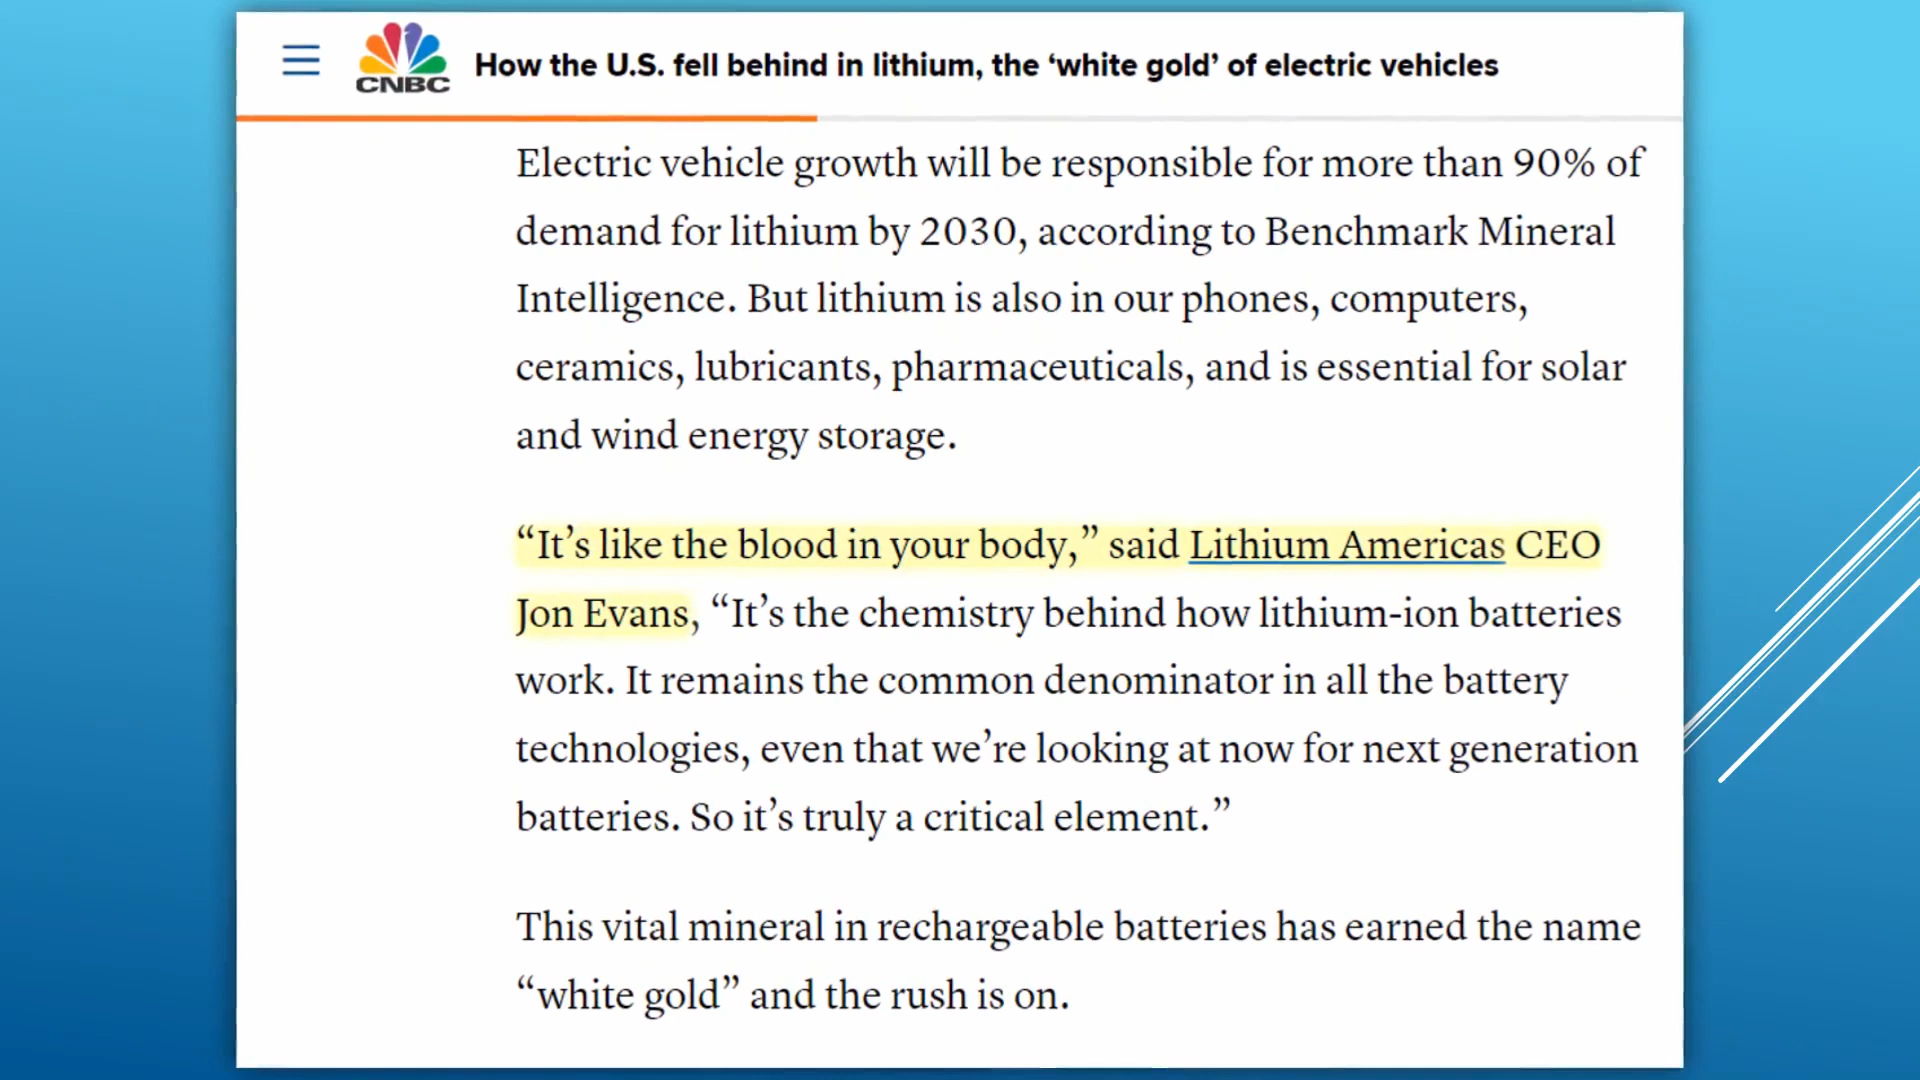 CNBC
How the U.S. fell behind in lithium, the ‘white gold’ of electric vehicles
Electric vehicle growth will be responsible for more than 90% of
demand for lithium by 2030, according to Benchmark Mineral
Intelligence. But lithium is also in our phones, computers,
ceramics, lubricants, pharmaceuticals, and is essential for solar
and wind energy storage.
“It’s like the blood in your body,” said Lithium Americas CEO
Jon Evans, “It’s the chemistry behind how lithium-ion batteries
work. It remains the common denominator in all the battery
technologies, even that we’re looking at now for next generation
batteries. So it’s truly a critical element.”
This vital mineral in rechargeable batteries has earned the name
“white gold” and the rush is on.